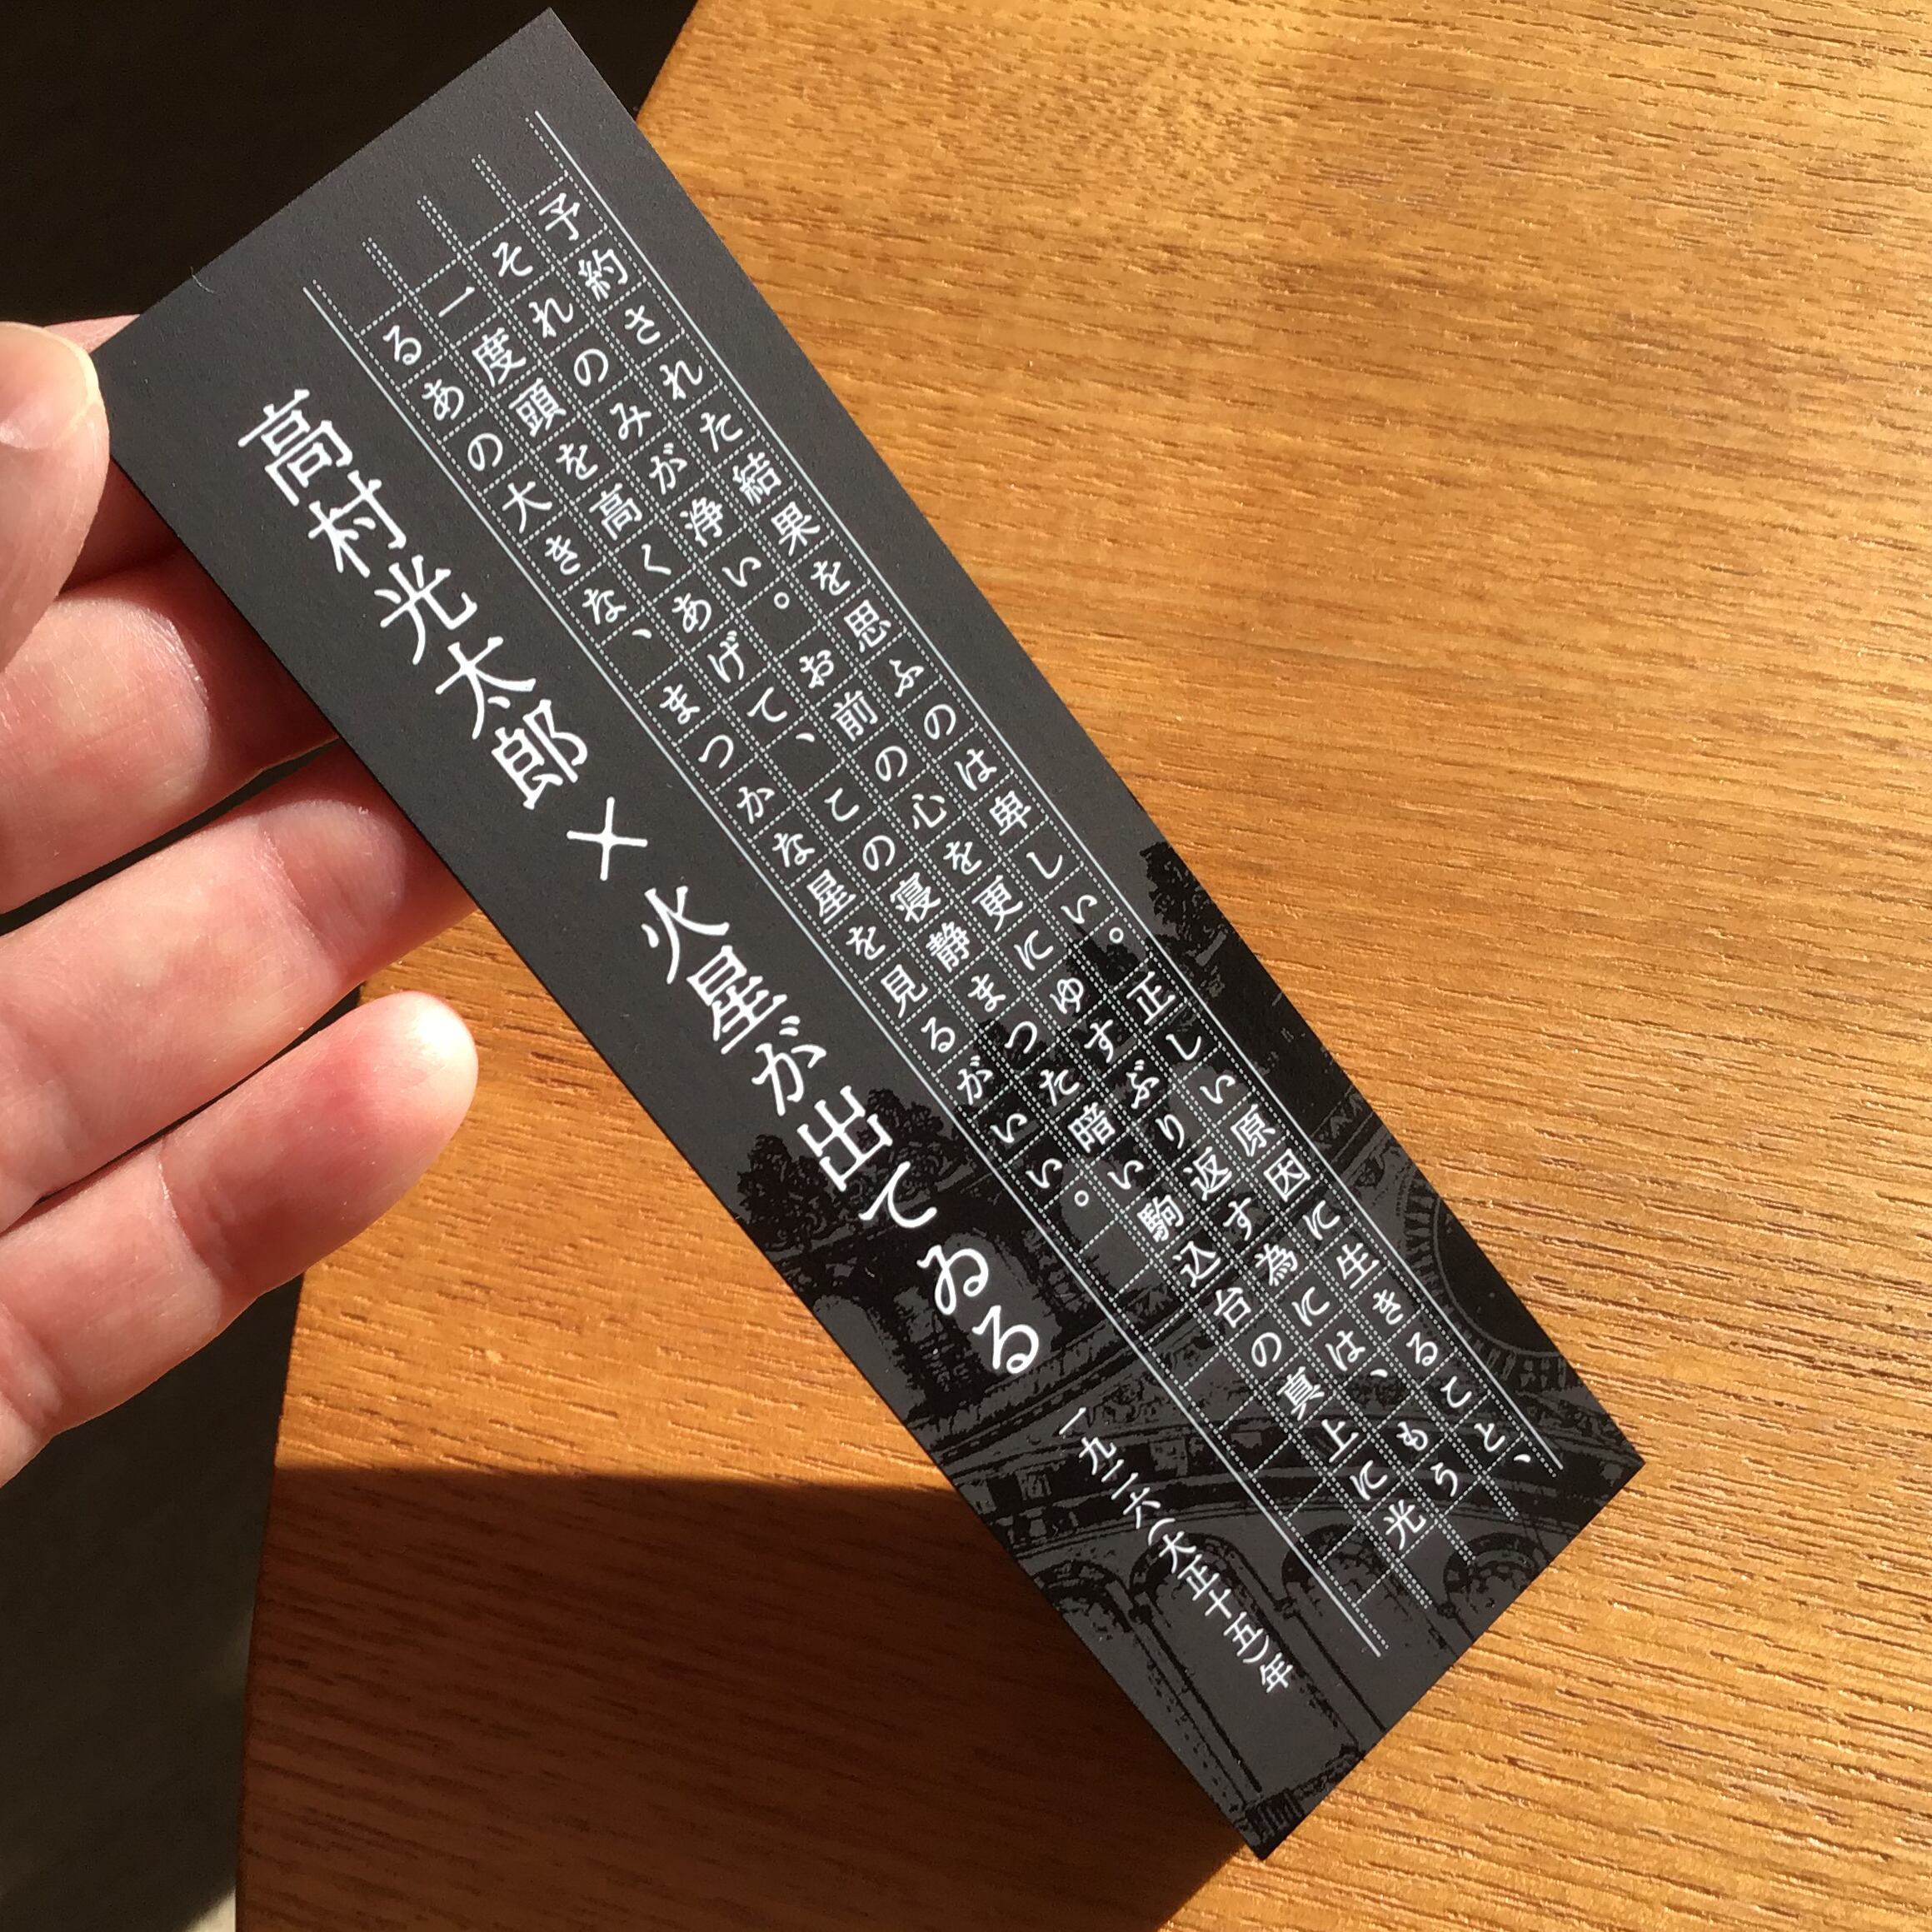 予約された結果を思ふのは卑しい。正しい原因に生きること、
それのみが浄い。お前の心を更にゆすぶり返す為には、もう
一度頭を高くあげて、この寝静まつた暗い駒込台の真上に光
るあの大きな、まつかな星を見るがいい。
高村光太郎×火星が出てゐる
一九二六(大正十五)年